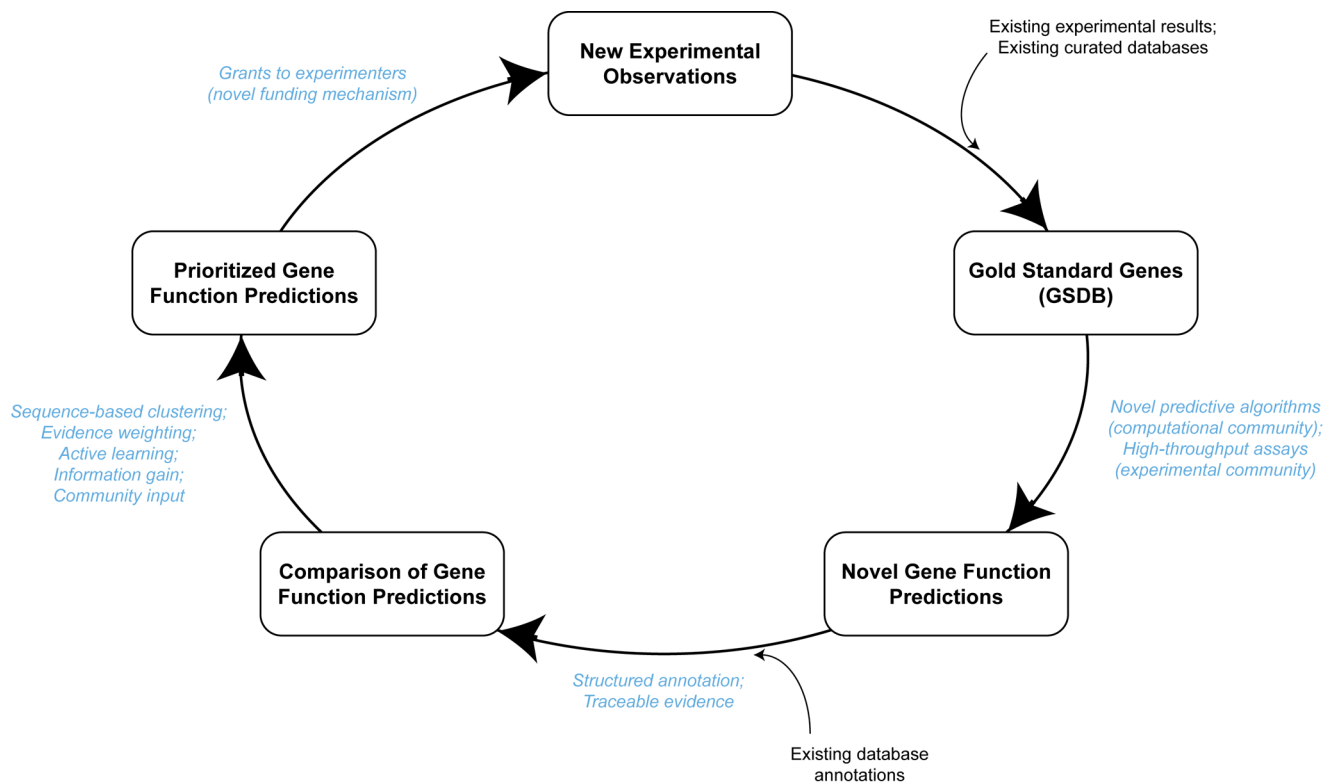 New Experimental
Observations
Existing experimental results;
Existing curated databases
Grants to experimenters
(novel funding mechanism)
Prioritized Gene
Function Predictions
Gold Standard Genes
(GSDB)
Sequence-based clustering;
Evidence weighting;
Active learning;
Information gain;
Community input
Novel predictive algorithms
(computational community);
High-throughput assays
(experimental community)
Comparison of Gene
Function Predictions
Novel Gene Function
Predictions
Structured annotation;
Traceable evidence
Existing database
annotations